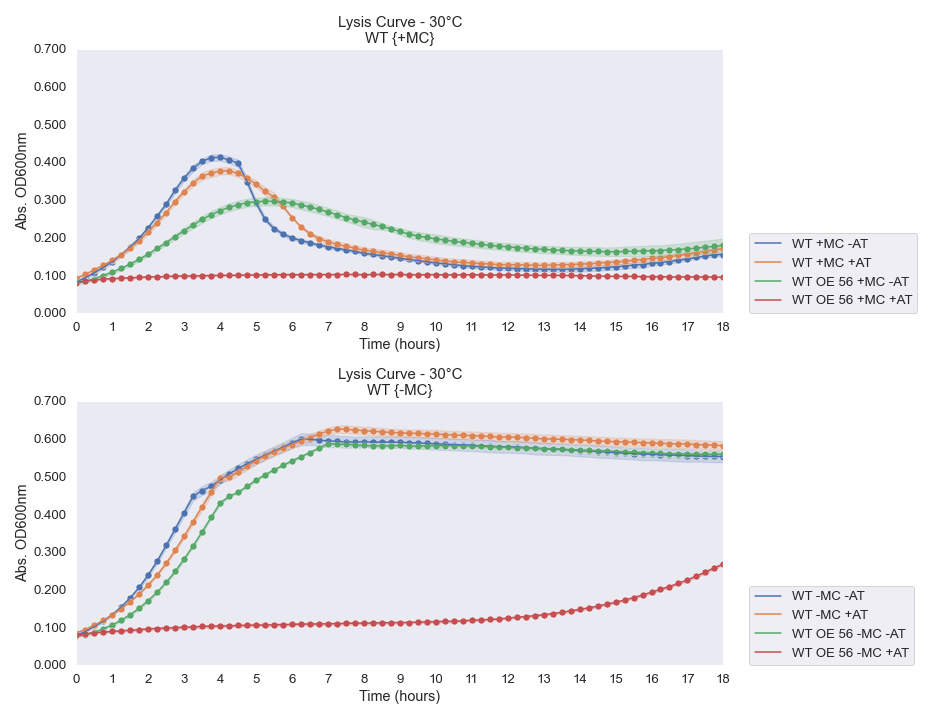 Lysis Curve - 30°C
WT {+MC}
0.700
0.600
0.500
0.400
0.300
0.200
0.100
0.000
Abs. OD600nm
0 1 2 3 4 5 6 7 8 9 10 11 12 13 14 15 16 17 18
Time (hours)
WT +MC -AT
WT +MC +AT
WT OE 56 +MC -AT
WT OE 56 +MC +AT
Lysis Curve - 30°C
WT {-MC}
0.700
0.600
0.500
0.400
0.300
0.200
0.100
0.000
Abs. OD600nm
0 1 2 3 4 5 6 7 8 9 10 11 12 13 14 15 16 17 18
Time (hours)
WT -MC -AT
WT -MC +AT
WT OE 56 -MC -AT
WT OE 56 -MC +AT